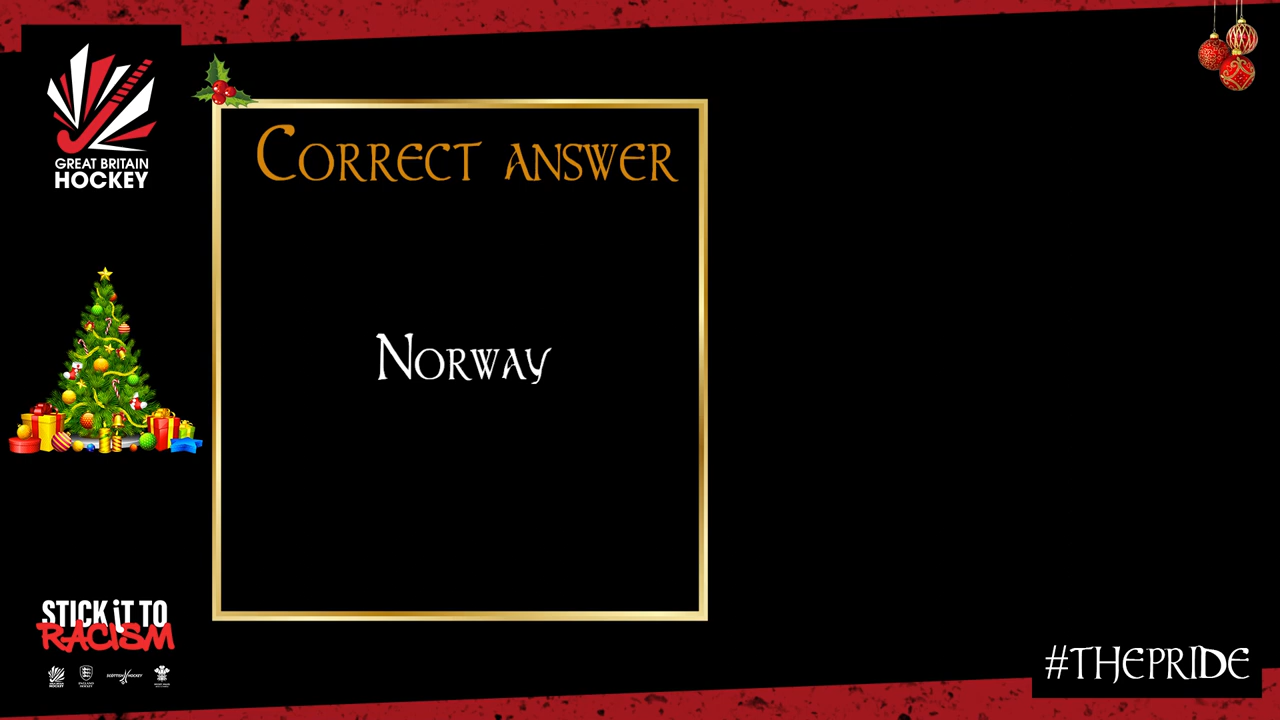 GREAT BRITAIN
HOCKEY
Correct answer
Norway
STICK iT TO
RACISM
#THEPRIDE